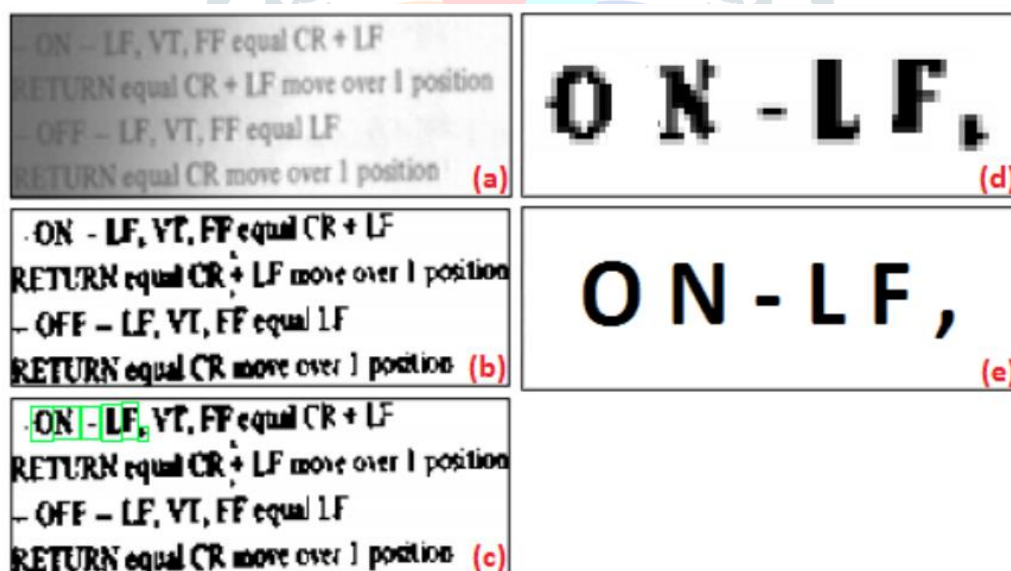 – ON – LF, VT, FF equal CR + LF
RETURN equal CR + LF move over 1 position
– OFF – LF, VT, FF equal LF
RETURN equal CR move over 1 position (a)
- ON - LF, VT, FF equal CR + LF
RETURN equal CR + LF move over 1 position
– OFF – LF, VT, FF equal LF
RETURN equal CR move over 1 position (b)
- ON - LF, VT, FF equal CR + LF
RETURN equal CR + LF move over 1 position
– OFF – LF, VT, FF equal LF
RETURN equal CR move over 1 position (c)
O N - L F,
(d)
O N - L F ,
(e)